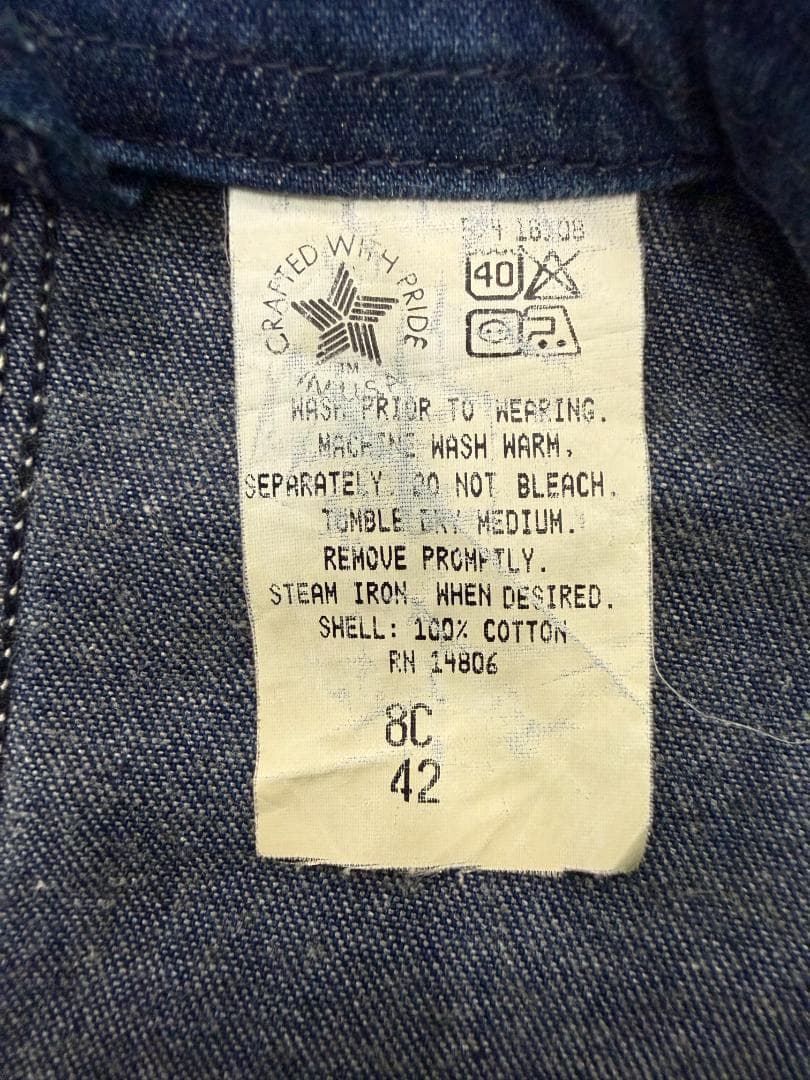 CRAFTED WITH PRIDE
IN U.S.A.
40
WASH PRIOR TO WEARING.
MACHINE WASH WARM,
SEPARATELY. DO NOT BLEACH.
TUMBLE DRY MEDIUM.
REMOVE PROMPTLY.
STEAM IRON WHEN DESIRED.
SHELL: 100% COTTON
RN 14806
8C
42